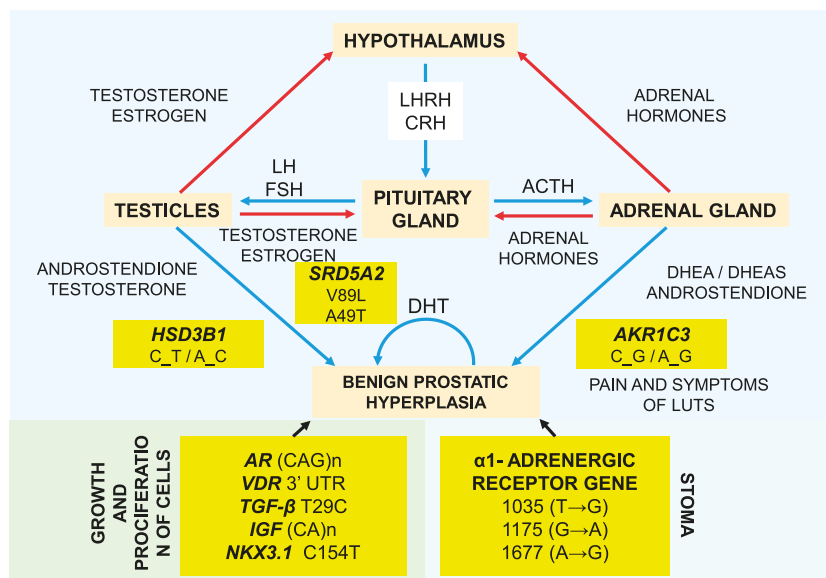 HYPOTHALAMUS
TESTOSTERONE
ESTROGEN
LHRH
CRH
ADRENAL
HORMONES
LH
FSH
ACTH
TESTICLES
PITUITARY
GLAND
ADRENAL GLAND
TESTOSTERONE
ESTROGEN
ADRENAL
HORMONES
ANDROSTENDIONE
TESTOSTERONE
SRD5A2
V89L
A49T
DHEA / DHEAS
ANDROSTENDIONE
DHT
HSD3B1
C_T / A_C
AKR1C3
C_G / A_G
BENIGN PROSTATIC
HYPERPLASIA
PAIN AND SYMPTOMS
OF LUTS
GROWTH
AND
PROCIFERATIO
N OF CELLS
AR (CAG)n
VDR 3' UTR
TGF-β T29C
IGF (CA)n
NKX3.1 C154T
α1- ADRENERGIC
RECEPTOR GENE
1035 (T→G)
1175 (G→A)
1677 (A→G)
STOMA